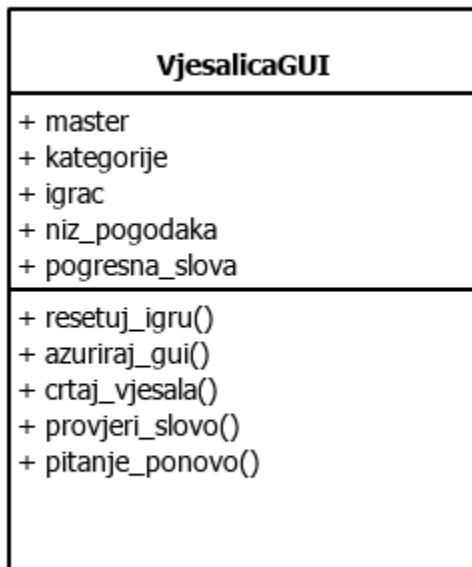 VjesalicaGUI
+ master
+ kategorije
+ igrac
+ niz_pogodaka
+ pogresna_slova
+ resetuj_igru()
+ azuriraj_gui()
+ crtaj_vjesala()
+ provjeri_slovo()
+ pitanje_ponovo()